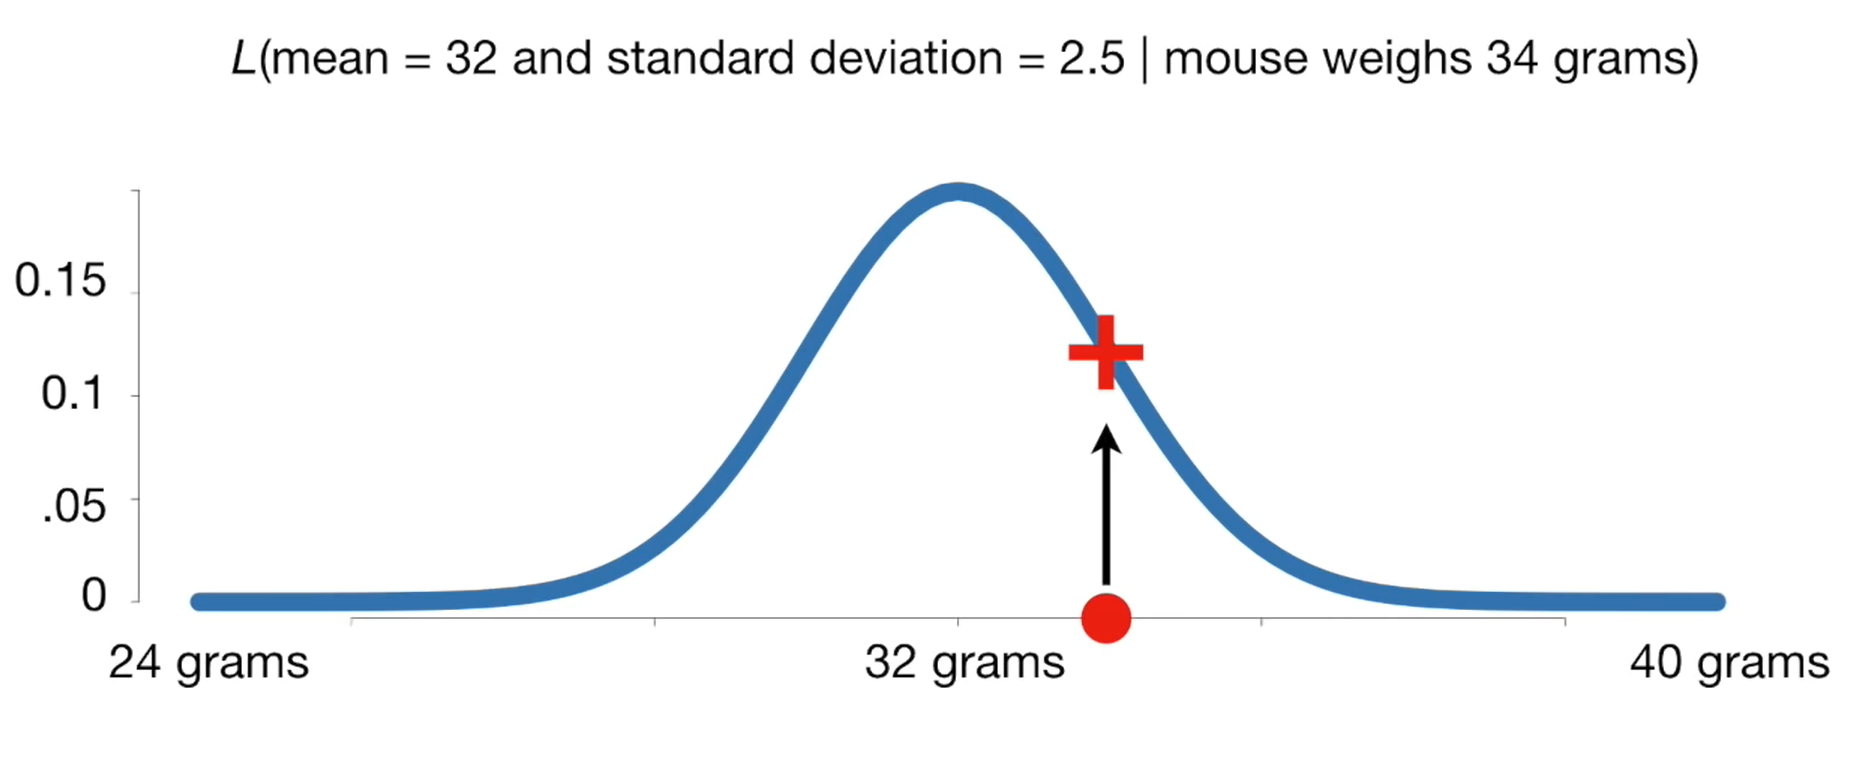 L(mean = 32 and standard deviation = 2.5 | mouse weighs 34 grams)
0.15
0.1
.05
0
24 grams 32 grams 40 grams